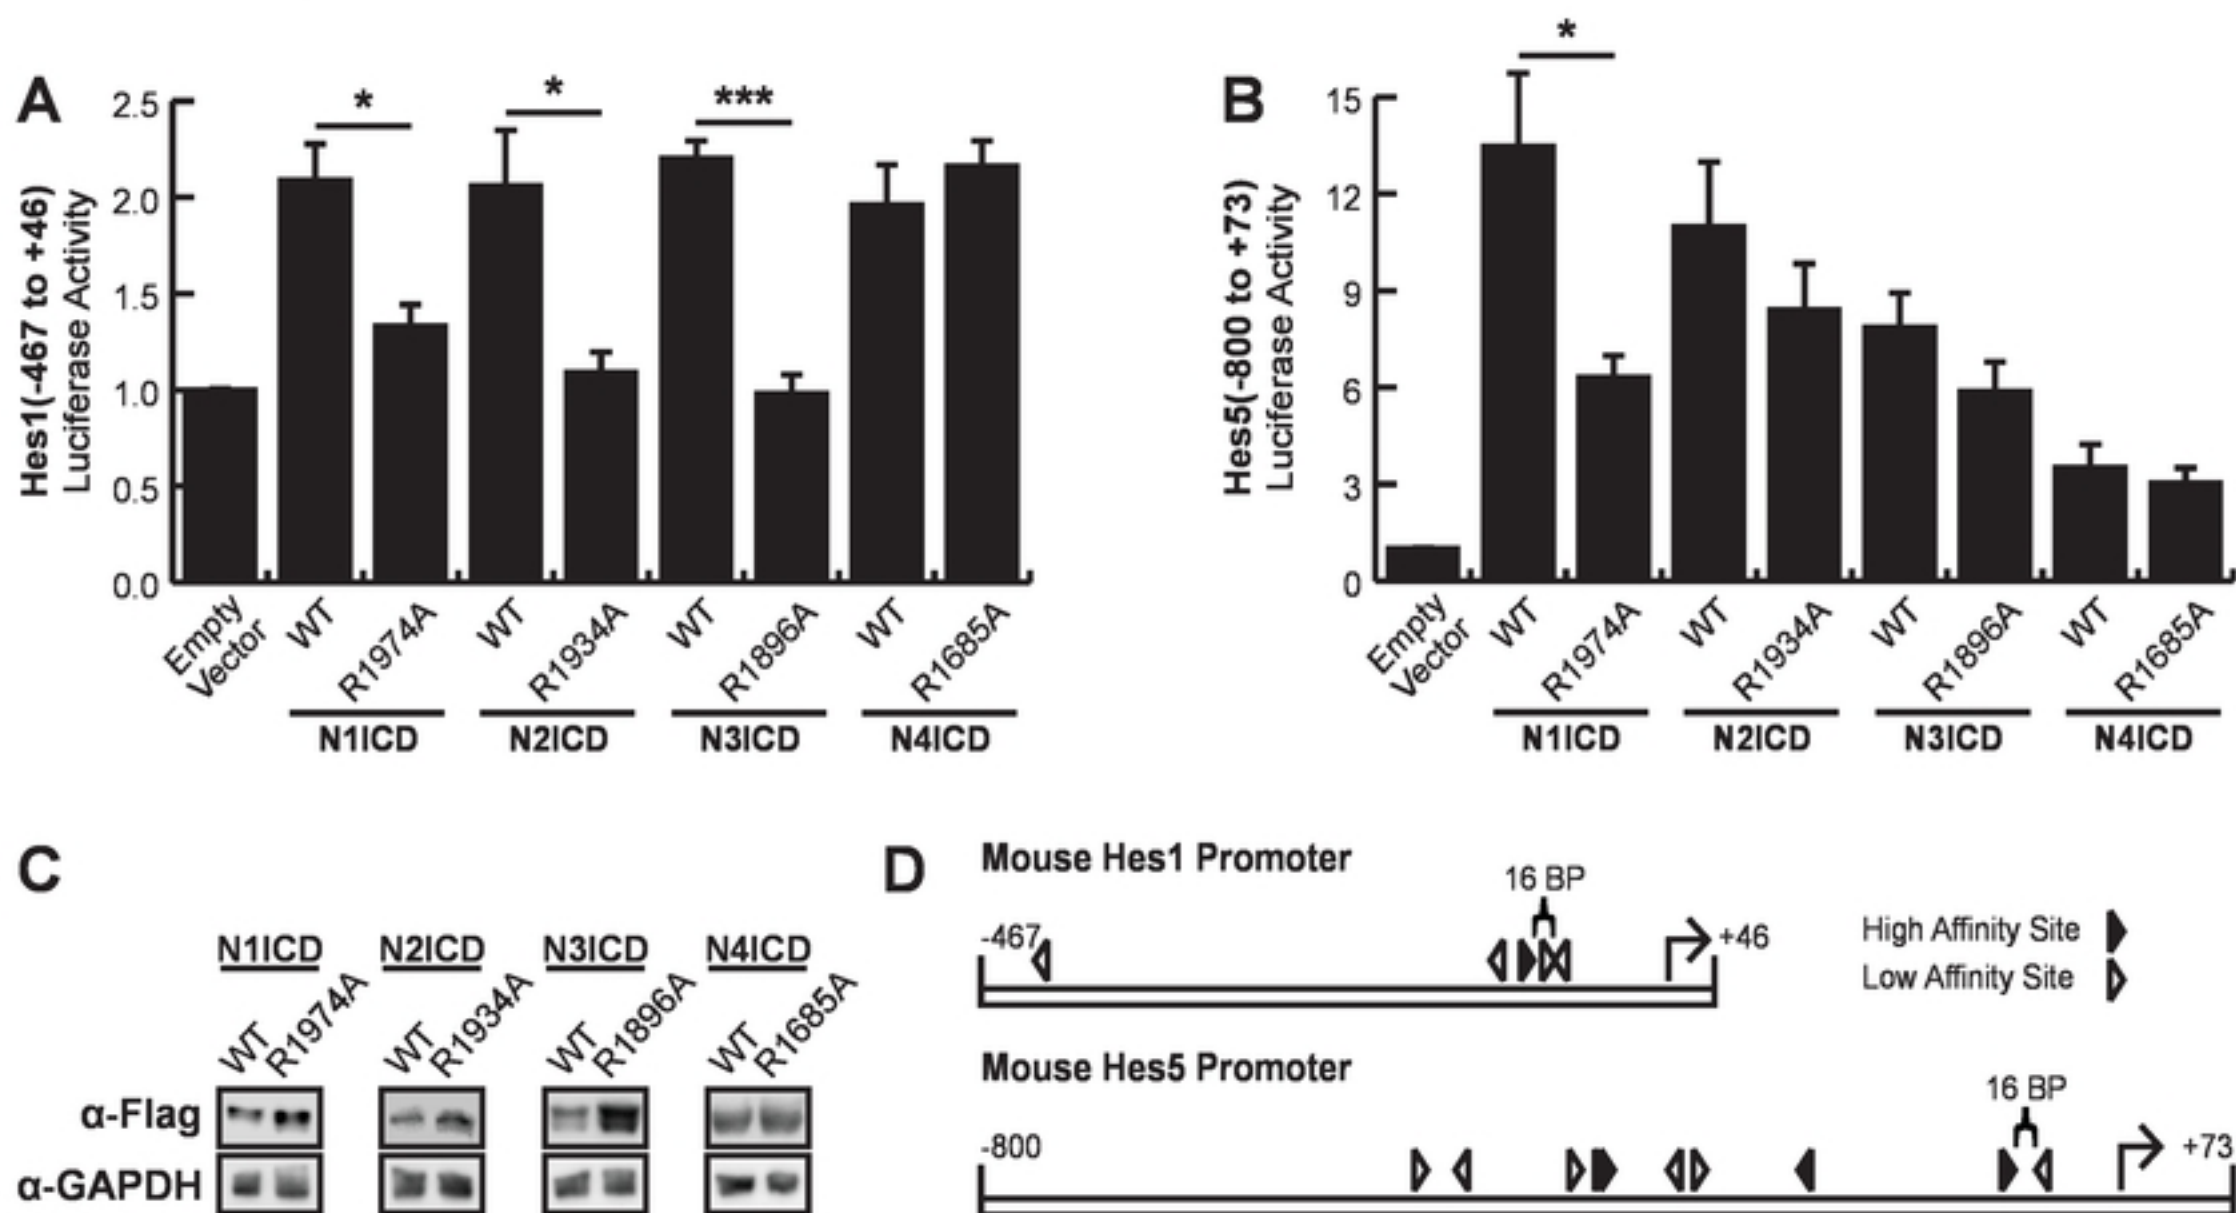 A
Hes1(-467 to +46)
Luciferase Activity
2.5
2.0
1.5
1.0
0.5
0.0
*
*
***
Empty
Vector
WT
R1974A
WT
R1934A
WT
R1896A
WT
R1685A
N1ICD
N2ICD
N3ICD
N4ICD
B
Hes5(-800 to +73)
Luciferase Activity
15
12
9
6
3
0
*
Empty
Vector
WT
R1974A
WT
R1934A
WT
R1896A
WT
R1685A
N1ICD
N2ICD
N3ICD
N4ICD
C
N1ICD
N2ICD
N3ICD
N4ICD
WT
R1974A
WT
R1934A
WT
R1896A
WT
R1685A
α-Flag
α-GAPDH
D
Mouse Hes1 Promoter
16 BP
-467
+46
High Affinity Site
Low Affinity Site
Mouse Hes5 Promoter
16 BP
-800
+73